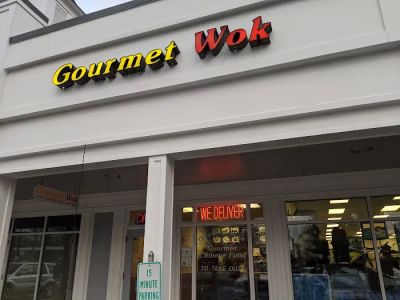 Gourmet Wok
WE DELIVER
Gourmet
Chinese Food
TO TAKE OUT
15
MINUTE
PARKING